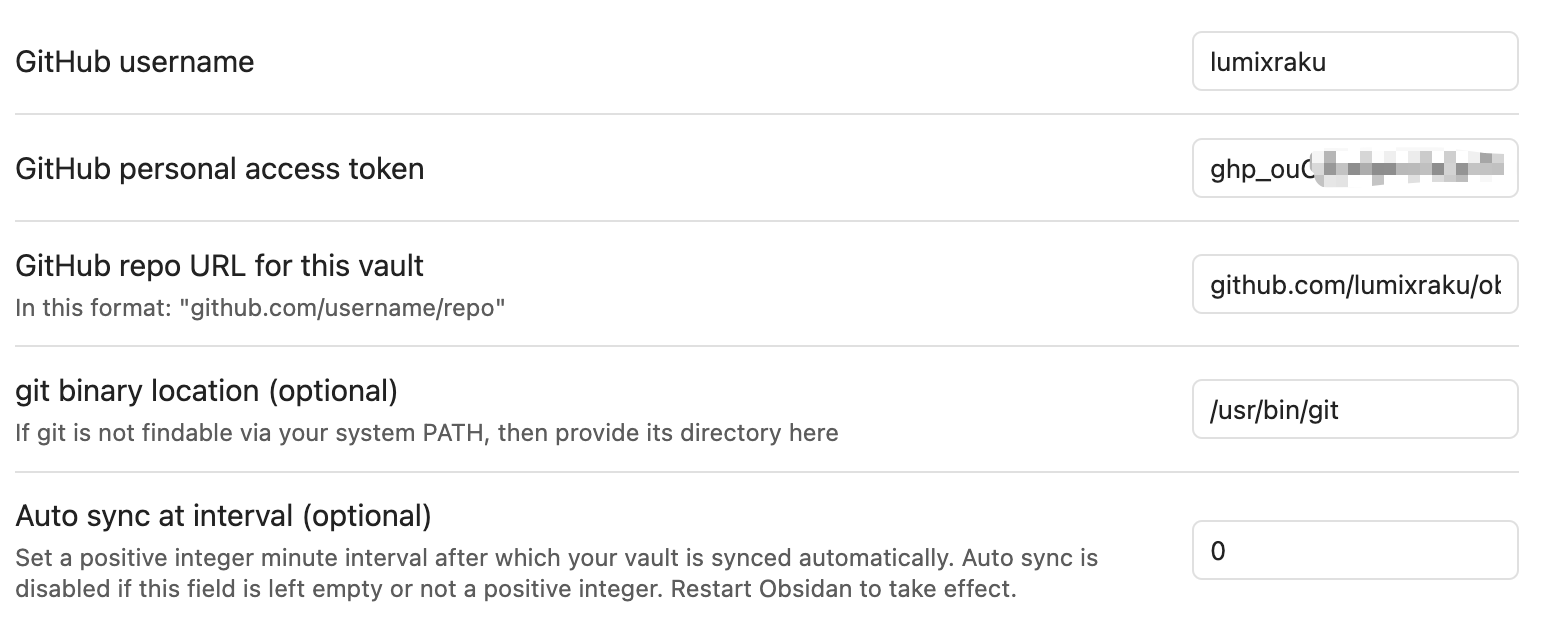 GitHub username
lumixraku
GitHub personal access token
ghp_ouC
GitHub repo URL for this vault
In this format: "github.com/username/repo"
github.com/lumixraku/ob
git binary location (optional)
If git is not findable via your system PATH, then provide its directory here
/usr/bin/git
Auto sync at interval (optional)
Set a positive integer minute interval after which your vault is synced automatically. Auto sync is
disabled if this field is left empty or not a positive integer. Restart Obsidan to take effect.
0